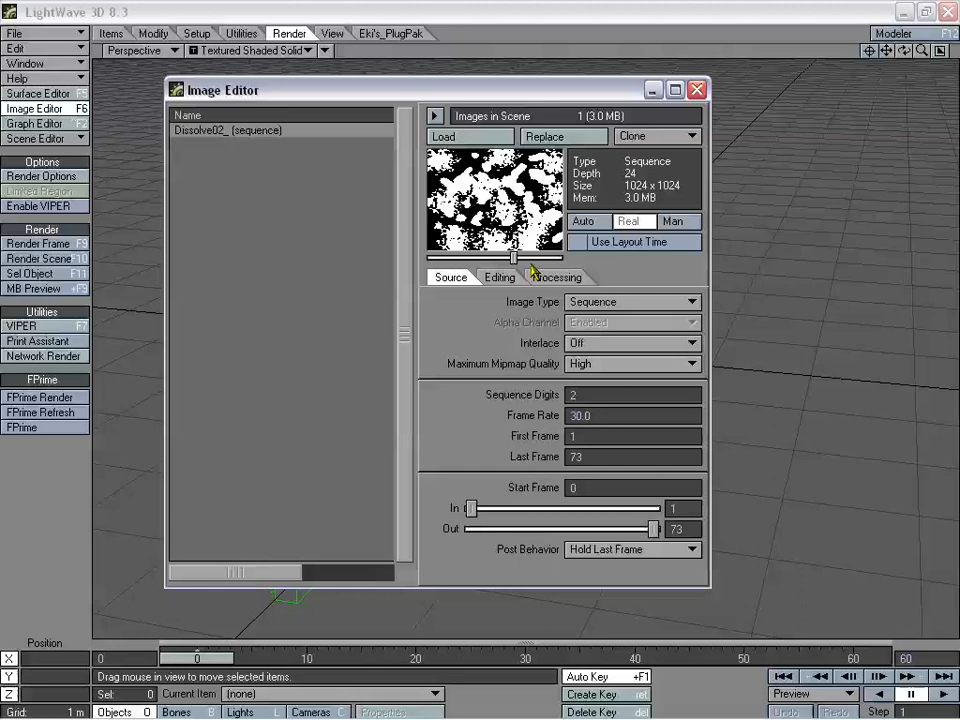 LightWave 3D 8.3
File
Items
Modify
Setup
Utilities
Render
View
Eki's_PlugPak
Modeler F12
Edit
Perspective
Textured Shaded Solid
Window
Help
Surface Editor F5
Image Editor F6
Graph Editor F2
Scene Editor
Options
Render Options
Limited Region
Enable VIPER
Render
Render Frame F9
Render Scene F10
Sel Object F11
MB Preview +F9
Utilities
VIPER F7
Print Assistant
Network Render
FPrime
FPrime Render
FPrime Refresh
FPrime
Image Editor
Name
Dissolve02_ (sequence)
Images in Scene 1 (3.0 MB)
Load
Replace
Clone
Type Sequence
Depth 24
Size 1024 x 1024
Mem: 3.0 MB
Auto
Real
Man
Use Layout Time
Source
Editing
Processing
Image Type Sequence
Alpha Channel Enabled
Interlace Off
Maximum Mipmap Quality High
Sequence Digits 2
Frame Rate 30.0
First Frame 1
Last Frame 73
Start Frame 0
In 1
Out 73
Post Behavior Hold Last Frame
Position
X
0 0 10 20 30 40 50 60 60
Y
Drag mouse in view to move selected items.
Auto Key +F1
Z
Sel: 0
Current Item (none)
Create Key ret
Preview
Grid: 1 m
Objects O
Bones B
Lights L
Cameras C
Properties
Delete Key del
Undo
Redo
Step 1